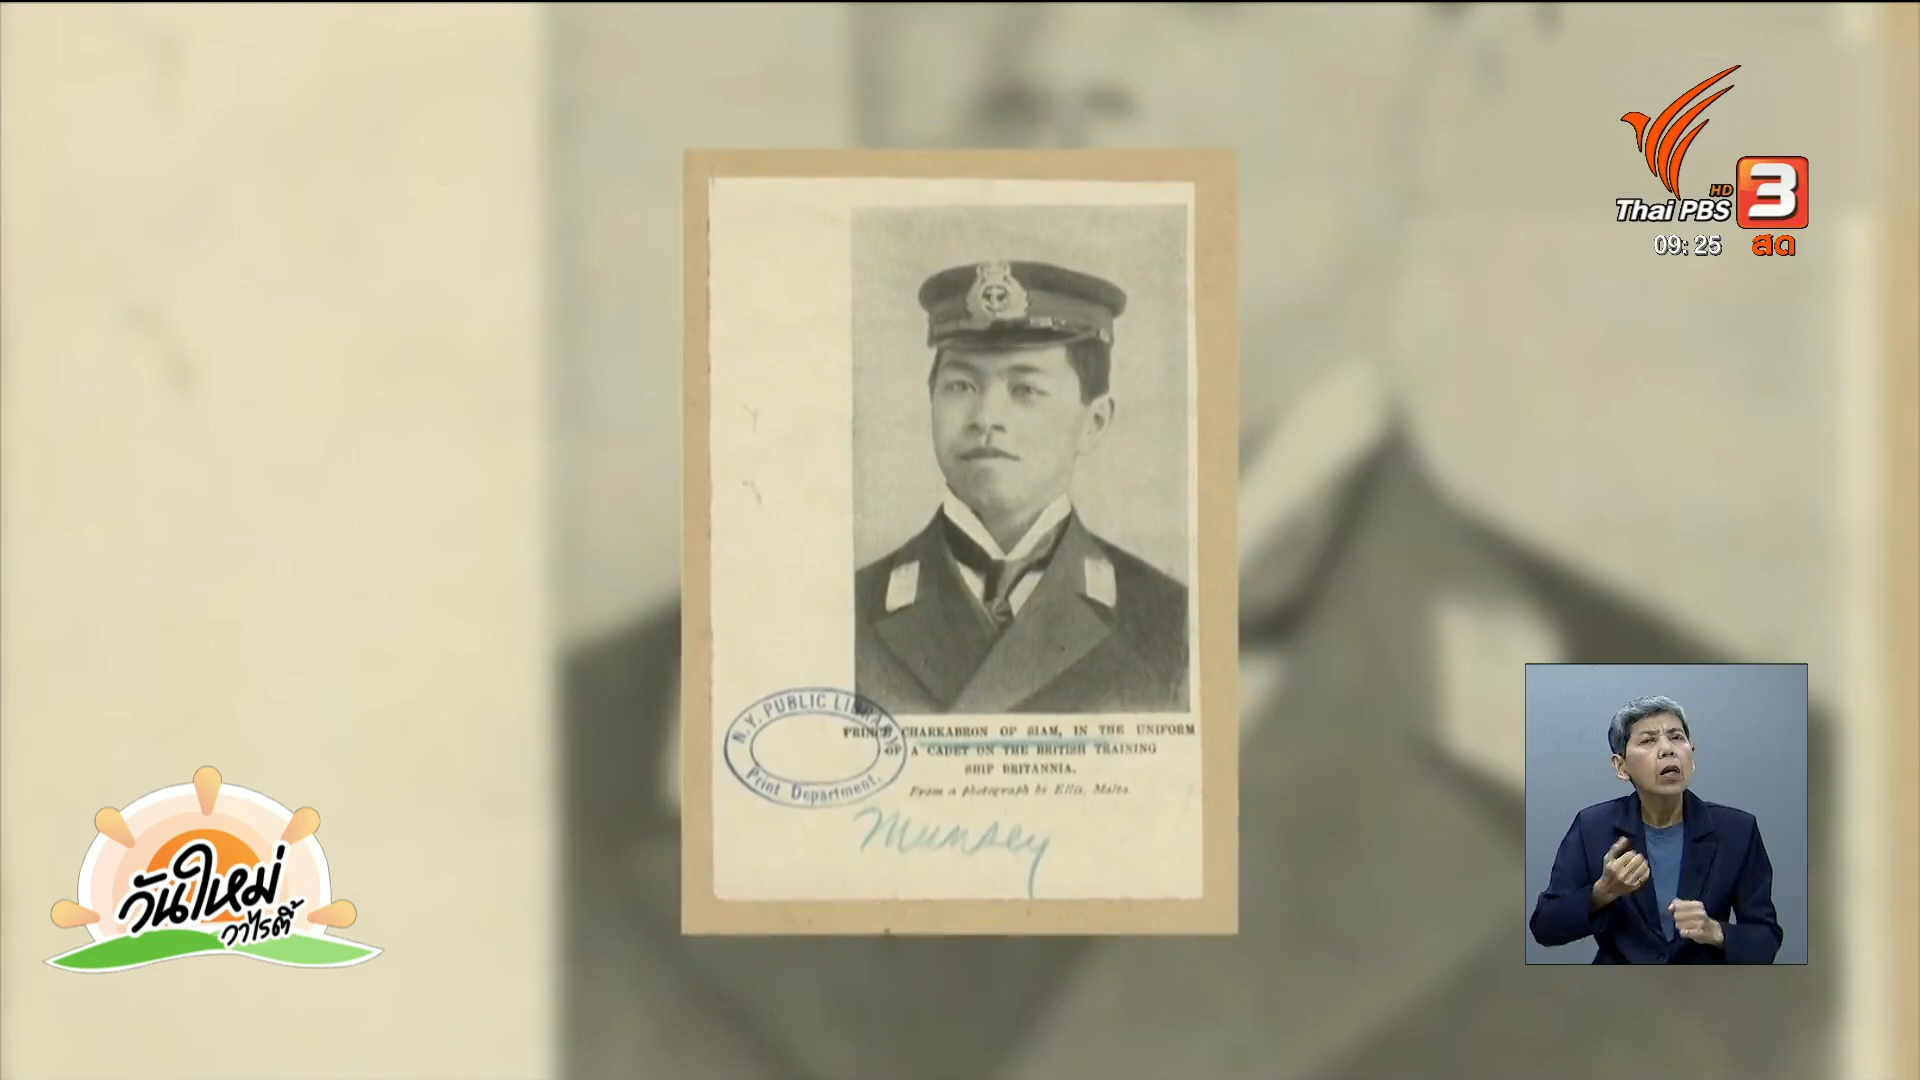 HD
Thai PBS 3
09:25 สด
N.Y. PUBLIC LIBRARY
Print Department.
PRINCE CHARKABRON OF SIAM, IN THE UNIFORM
OF A CADET ON THE BRITISH TRAINING
SHIP BRITANNIA.
From a photograph by Ellis, Malta.
Munsey
วันใหม่
วาไรตี้